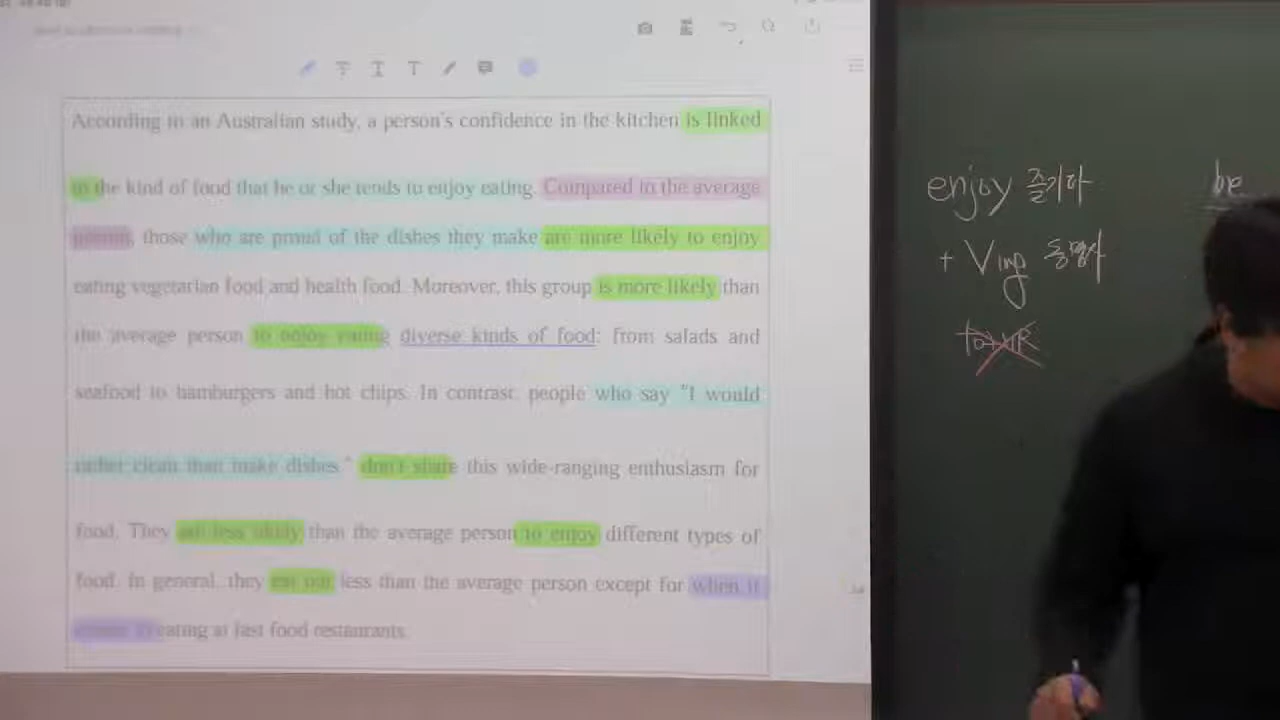 According to an Australian study, a person's confidence in the kitchen is linked
to the kind of food that he or she tends to enjoy eating. Compared to the average
person, those who are proud of the dishes they make are more likely to enjoy
eating vegetarian food and health food. Moreover, this group is more likely than
the average person to enjoy eating diverse kinds of food: from salads and
seafood to hamburgers and hot chips. In contrast, people who say "I would
rather clean than make dishes." don't share this wide-ranging enthusiasm for
food. They are less likely than the average person to enjoy different types of
food. In general, they eat out less than the average person except for when it
comes to eating at fast food restaurants.
enjoy 즐기다
+ Ving 동명사
to+VR
be